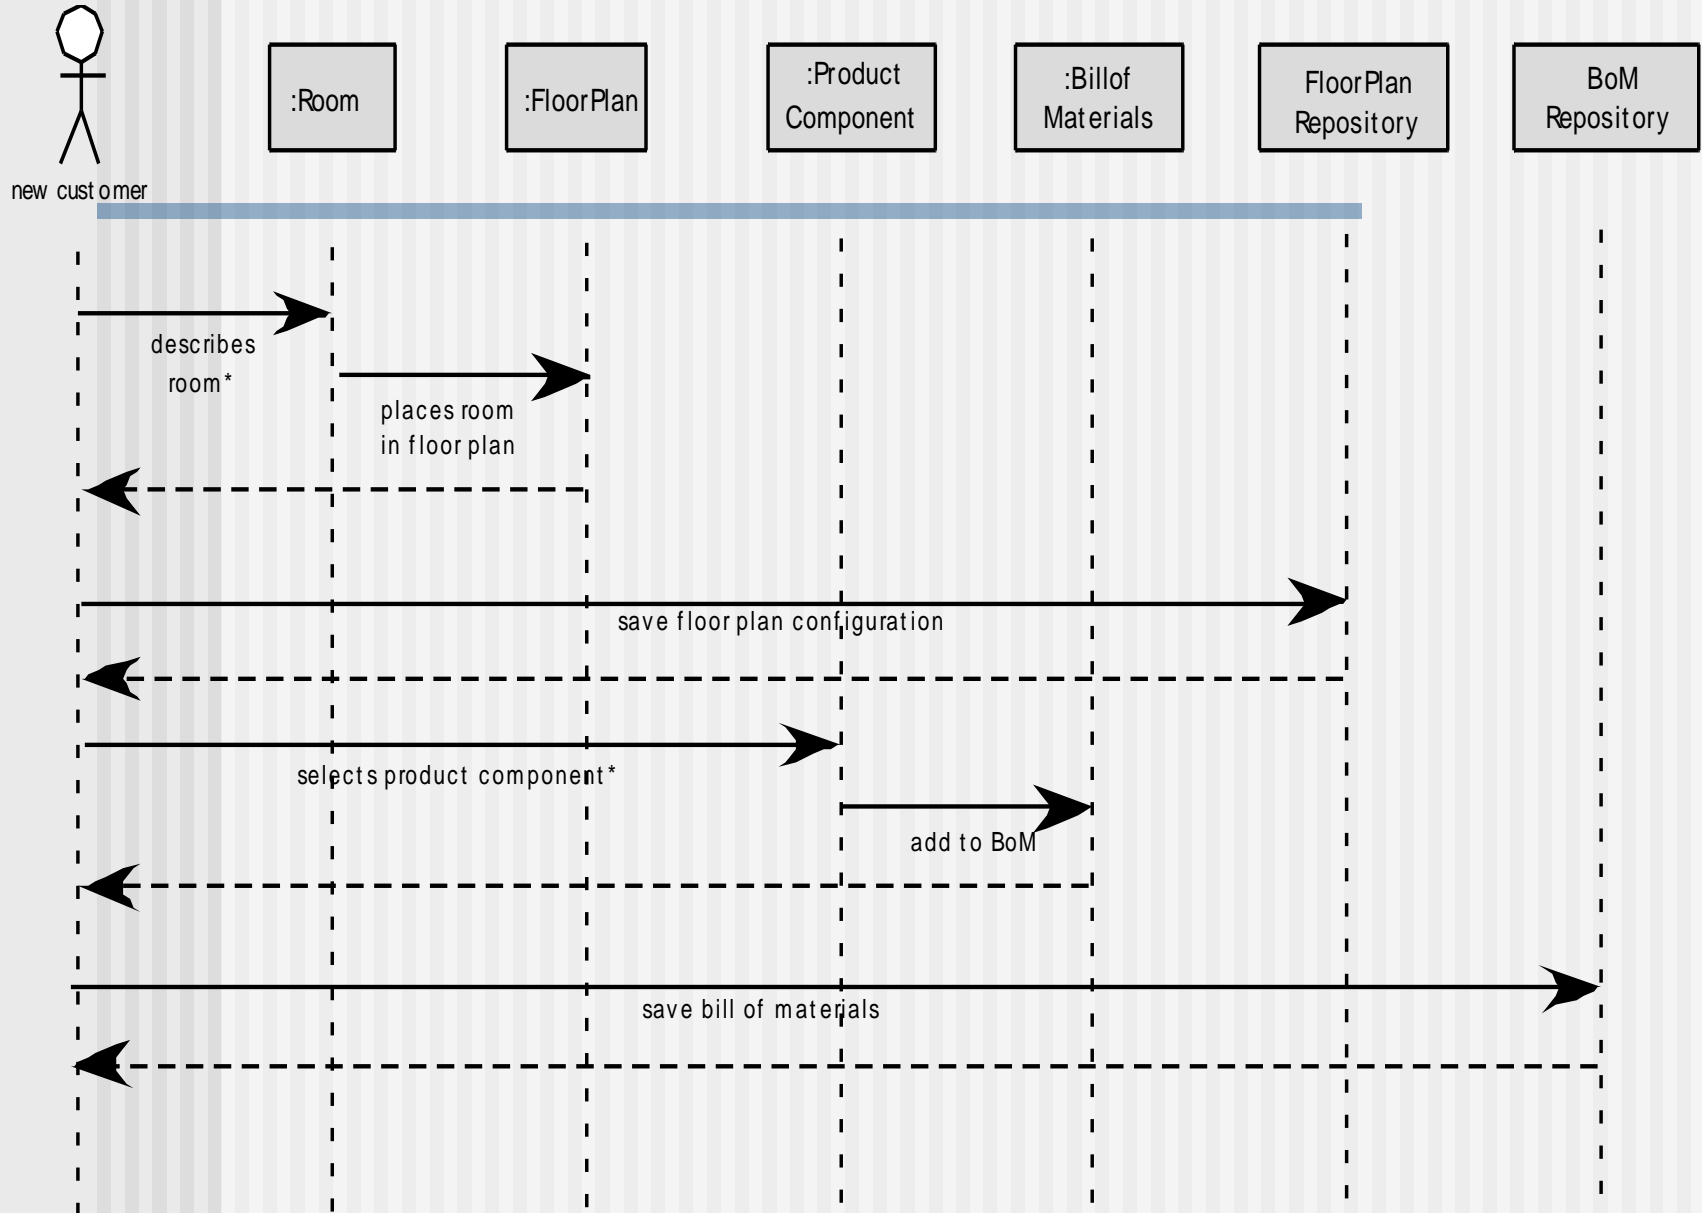 :Room
:FloorPlan
:Product
Component
:Billof
Materials
FloorPlan
Repository
BoM
Repository
new customer
describes
room*
places room
in floor plan
save floor plan configuration
selects product component*
add to BoM
save bill of materials